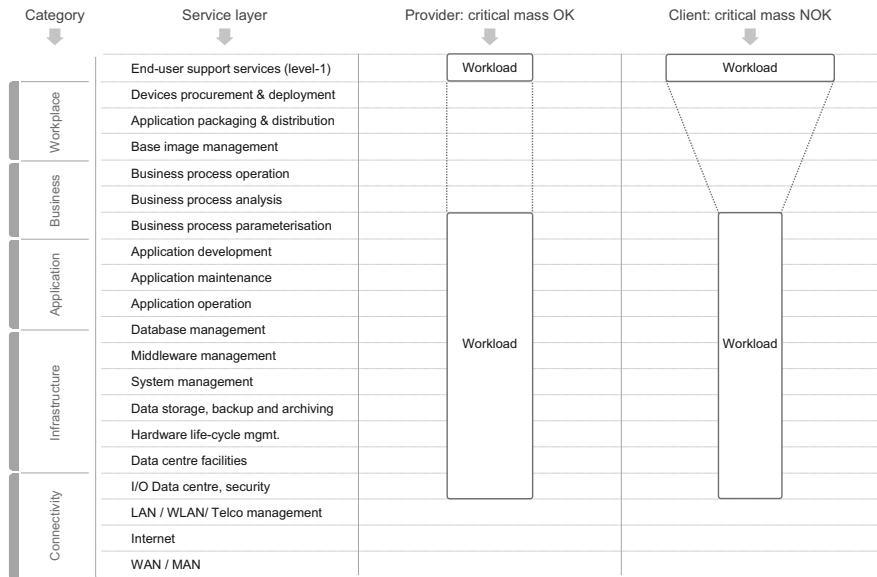 Category Service layer Provider: critical mass OK Client: critical mass NOK
End-user support services (level-1) Workload Workload
Devices procurement & deployment
Workplace
Application packaging & distribution
Base image management
Business process operation
Business
Business process analysis
Business process parameterisation
Application development
Application
Application maintenance
Application operation
Database management
Workload Workload
Middleware management
System management
Infrastructure
Data storage, backup and archiving
Hardware life-cycle mgmt.
Data centre facilities
I/O Data centre, security
Connectivity
LAN / WLAN/ Telco management
Internet
WAN / MAN